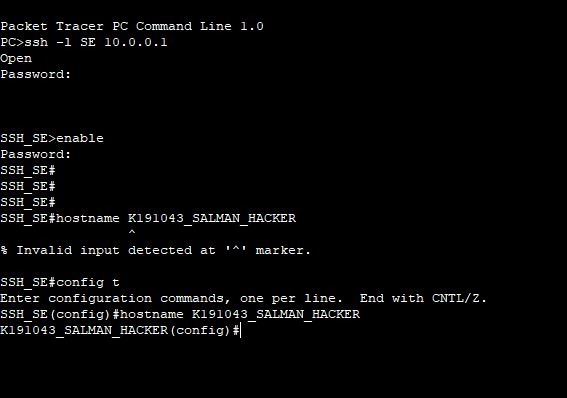 Packet Tracer PC Command Line 1.0
PC>ssh -l SE 10.0.0.1
Open
Password:
SSH_SE>enable
Password:
SSH_SE#
SSH_SE#
SSH_SE#
SSH_SE#hostname K191043_SALMAN_HACKER
^
% Invalid input detected at '^' marker.
SSH_SE#config t
Enter configuration commands, one per line.  End with CNTL/Z.
SSH_SE(config)#hostname K191043_SALMAN_HACKER
K191043_SALMAN_HACKER(config)#